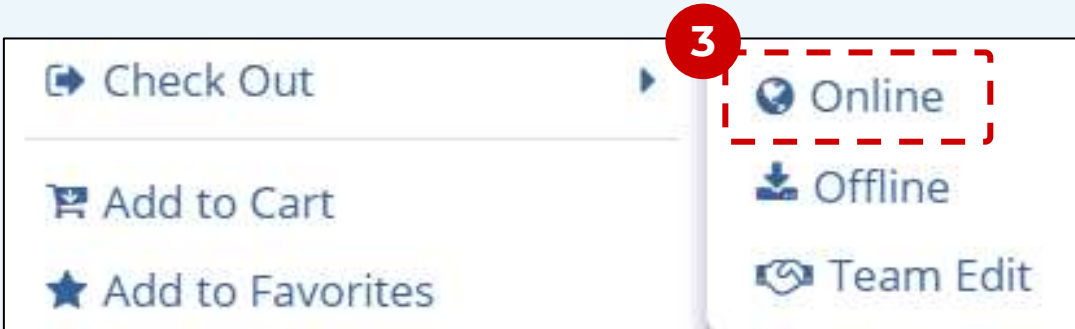 3
Check Out
Online
Add to Cart
Offline
Add to Favorites
Team Edit